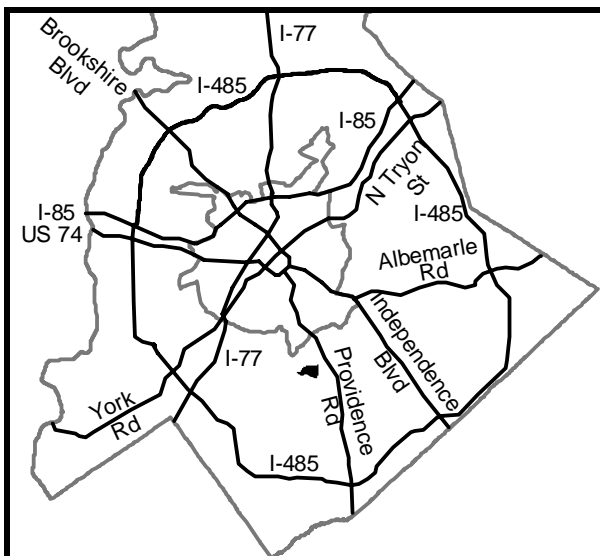 I-77
Brookshire
Blvd
I-485
I-85
N Tryon
St
I-85
US 74
I-485
Albemarle
Rd
Independence
Blvd
I-77
Providence
Rd
York
Rd
I-485